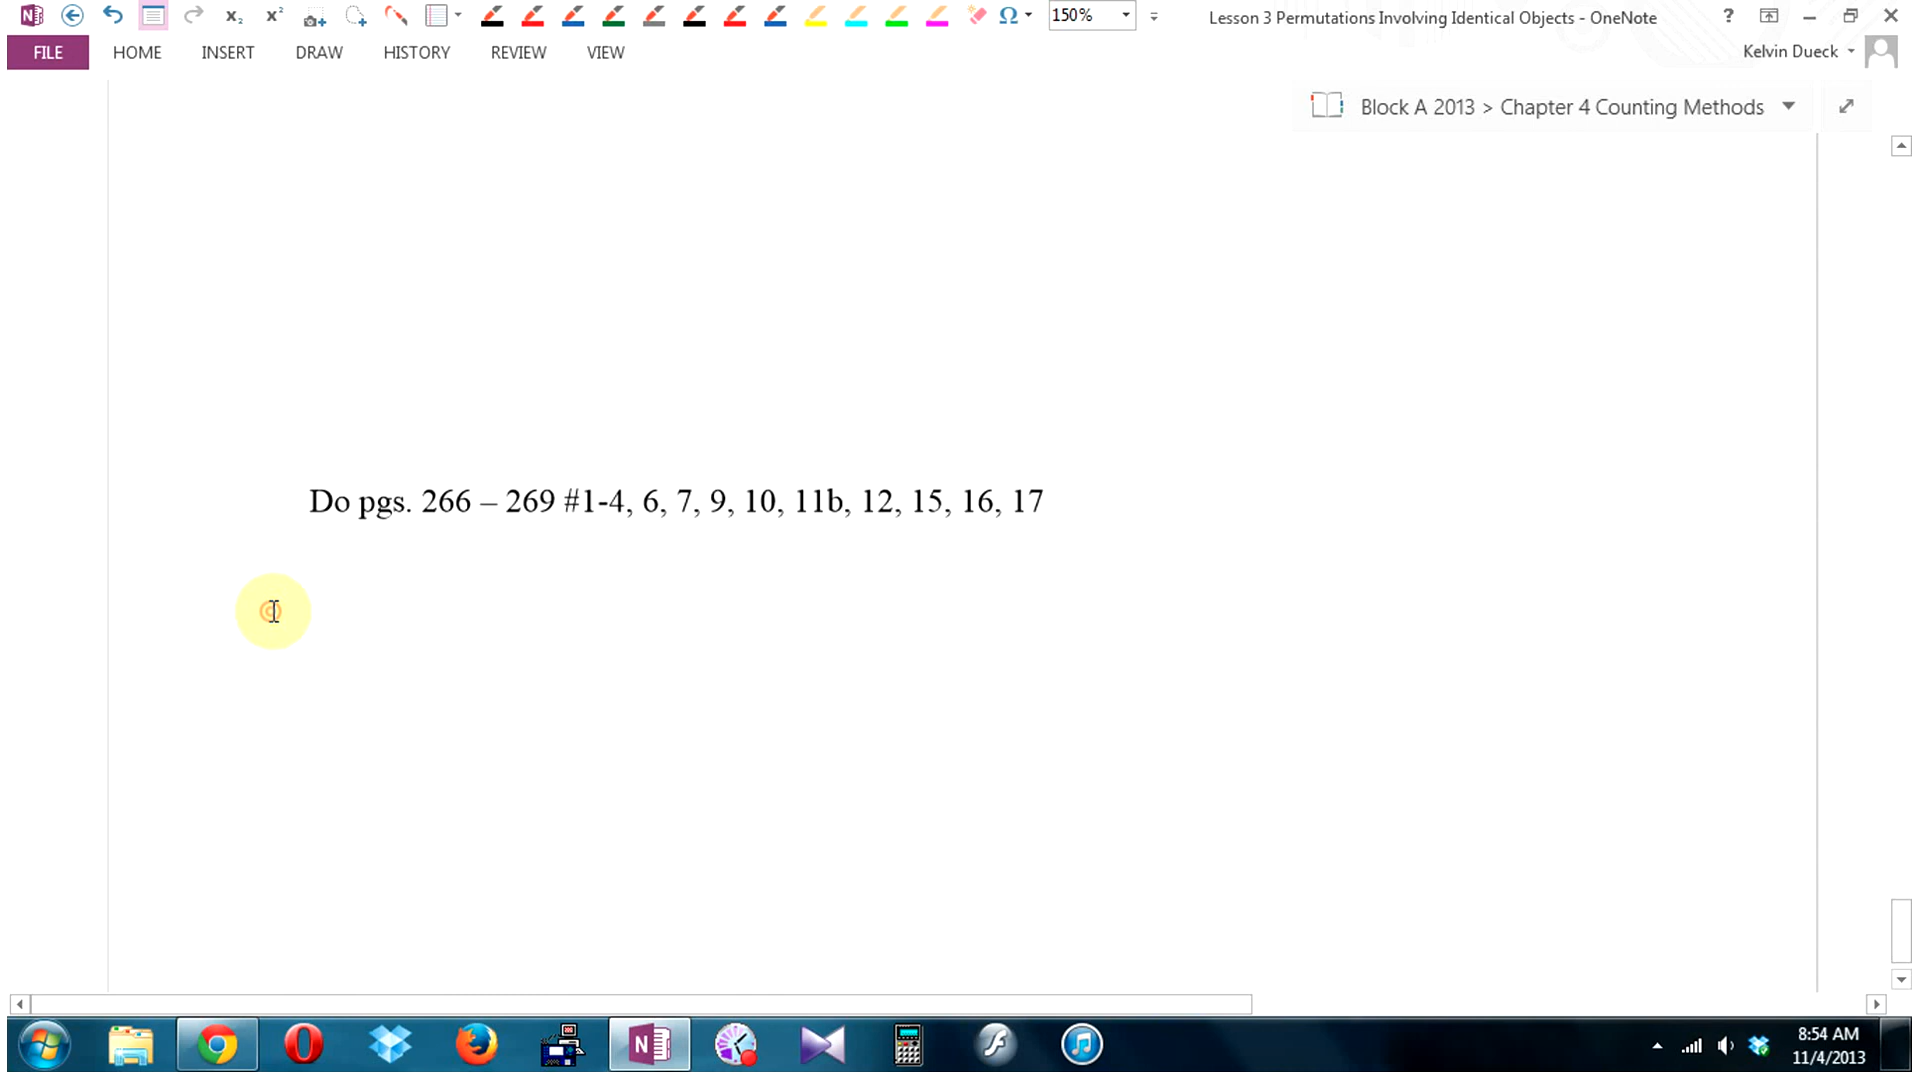 150%
Lesson 3 Permutations Involving Identical Objects - OneNote
FILE HOME INSERT DRAW HISTORY REVIEW VIEW
Kelvin Dueck
Block A 2013 > Chapter 4 Counting Methods
Do pgs. 266 – 269 #1-4, 6, 7, 9, 10, 11b, 12, 15, 16, 17
8:54 AM
11/4/2013